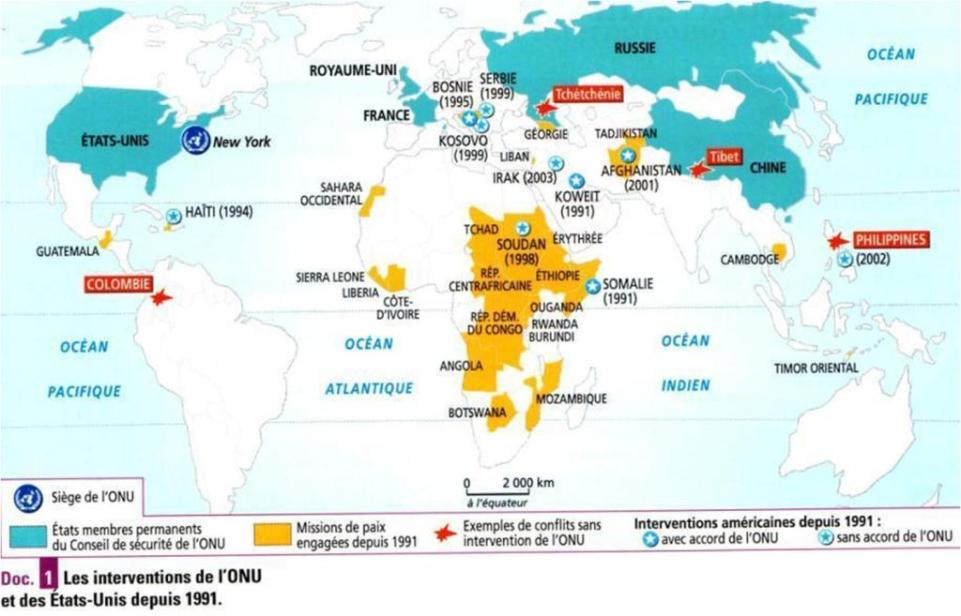 RUSSIE
OCÉAN
PACIFIQUE
ROYAUME-UNI
FRANCE
BOSNIE
(1995)
SERBIE
(1999)
Tchétchénie
KOSOVO
(1999)
GÉORGIE
TADJIKISTAN
LIBAN
IRAK (2003)
AFGHANISTAN
(2001)
Tibet
CHINE
KOWEIT
(1991)
ÉTATS-UNIS
New York
SAHARA
OCCIDENTAL
HAÏTI (1994)
GUATEMALA
COLOMBIE
TCHAD
SOUDAN
(1998)
ÉRYTHRÉE
RÉP.
CENTRAFRICAINE
ÉTHIOPIE
SOMALIE
(1991)
SIERRA LEONE
LIBERIA
CÔTE-
D'IVOIRE
OUGANDA
RÉP. DÉM.
DU CONGO
RWANDA
BURUNDI
CAMBODGE
PHILIPPINES
(2002)
OCÉAN
PACIFIQUE
OCÉAN
ATLANTIQUE
ANGOLA
BOTSWANA
MOZAMBIQUE
OCÉAN
INDIEN
TIMOR ORIENTAL
0 2 000 km
à l'équateur
Siège de l'ONU
États membres permanents
du Conseil de sécurité de l'ONU
Missions de paix
engagées depuis 1991
Exemples de conflits sans
intervention de l'ONU
Interventions américaines depuis 1991 :
avec accord de l'ONU
sans accord de l'ONU
Doc. 1 Les interventions de l'ONU
et des États-Unis depuis 1991.